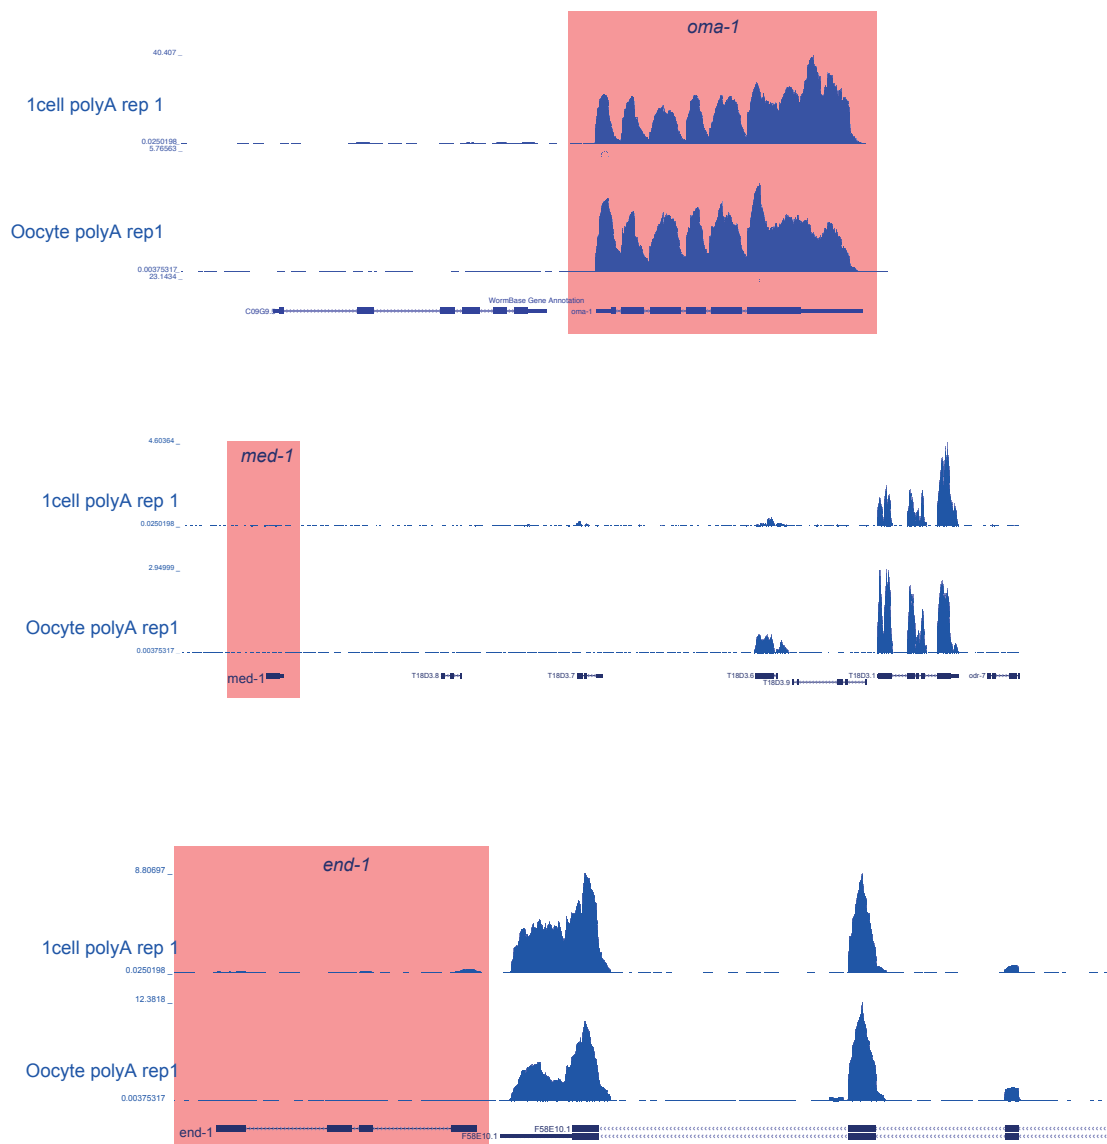 oma-1
40.407 _
1cell polyA rep 1
0.0250198_
5.76563 _
Oocyte polyA rep1
0.00375317_
23.1434 _
WormBase Gene Annotation
oma-1
med-1
4.60364 _
1cell polyA rep 1
0.0250198 _
2.94999 _
Oocyte polyA rep1
0.00375317 _
med-1
T18D3.8
T18D3.7
T18D3.6
T18D3.9
T18D3.1
odr-7
end-1
8.80697 _
1cell polyA rep 1
0.0250198 _
12.3818 _
Oocyte polyA rep1
0.00375317 _
end-1
F58E10.1
F58E10.1